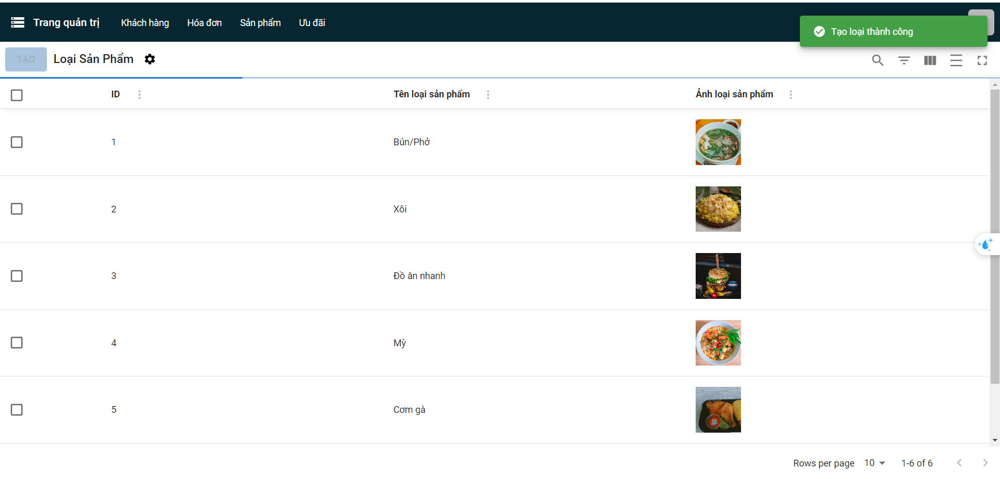 Trang quản trị Khách hàng Hóa đơn Sản phẩm Ưu đãi
Tạo loại thành công
TẠO Loại Sản Phẩm
ID Tên loại sản phẩm Ảnh loại sản phẩm
1 Bún/Phở
2 Xôi
3 Đồ ăn nhanh
4 Mỳ
5 Cơm gà
Rows per page 10 1-6 of 6